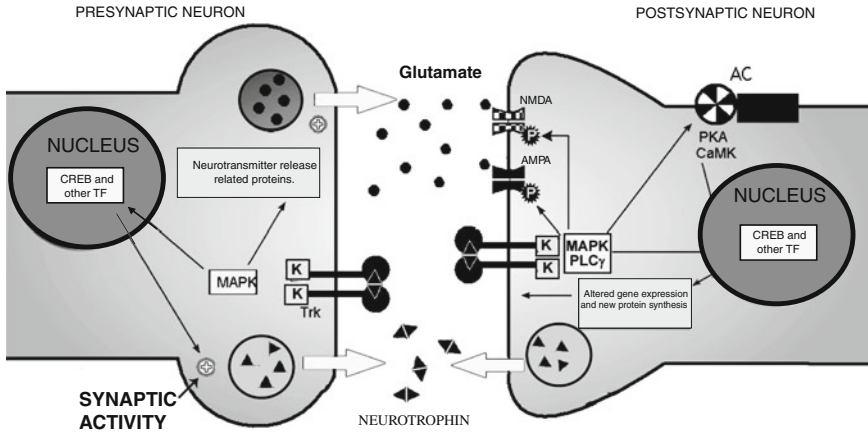 PRESYNAPTIC NEURON
POSTSYNAPTIC NEURON
Glutamate
NMDA
P
AMPA
P
AC
PKA
CaMK
NUCLEUS
CREB and
other TF
Neurotransmitter release
related proteins.
MAPK
K
K
Trk
K
K
MAPK
PLCγ
NUCLEUS
CREB and
other TF
Altered gene expression
and new protein synthesis
SYNAPTIC
ACTIVITY
NEUROTROPHIN